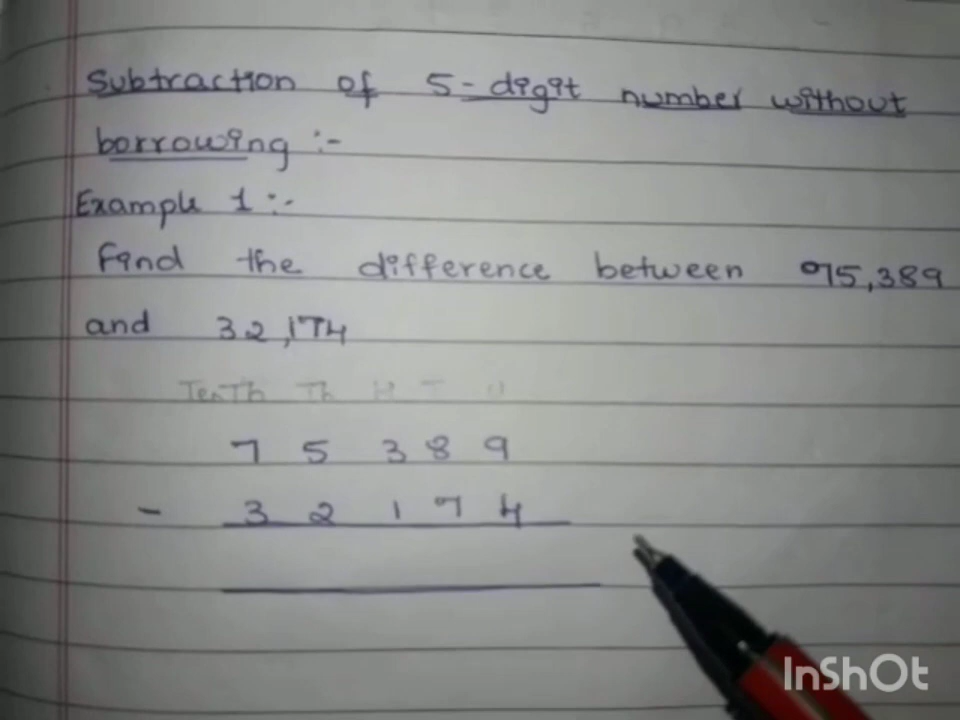 Subtraction of 5-digit number without
borrowing :-
Example 1 :-
Find the difference between 75,389
and 32,174
TenTh Th H T U
7 5 3 8 9
- 3 2 1 7 4
InShOt